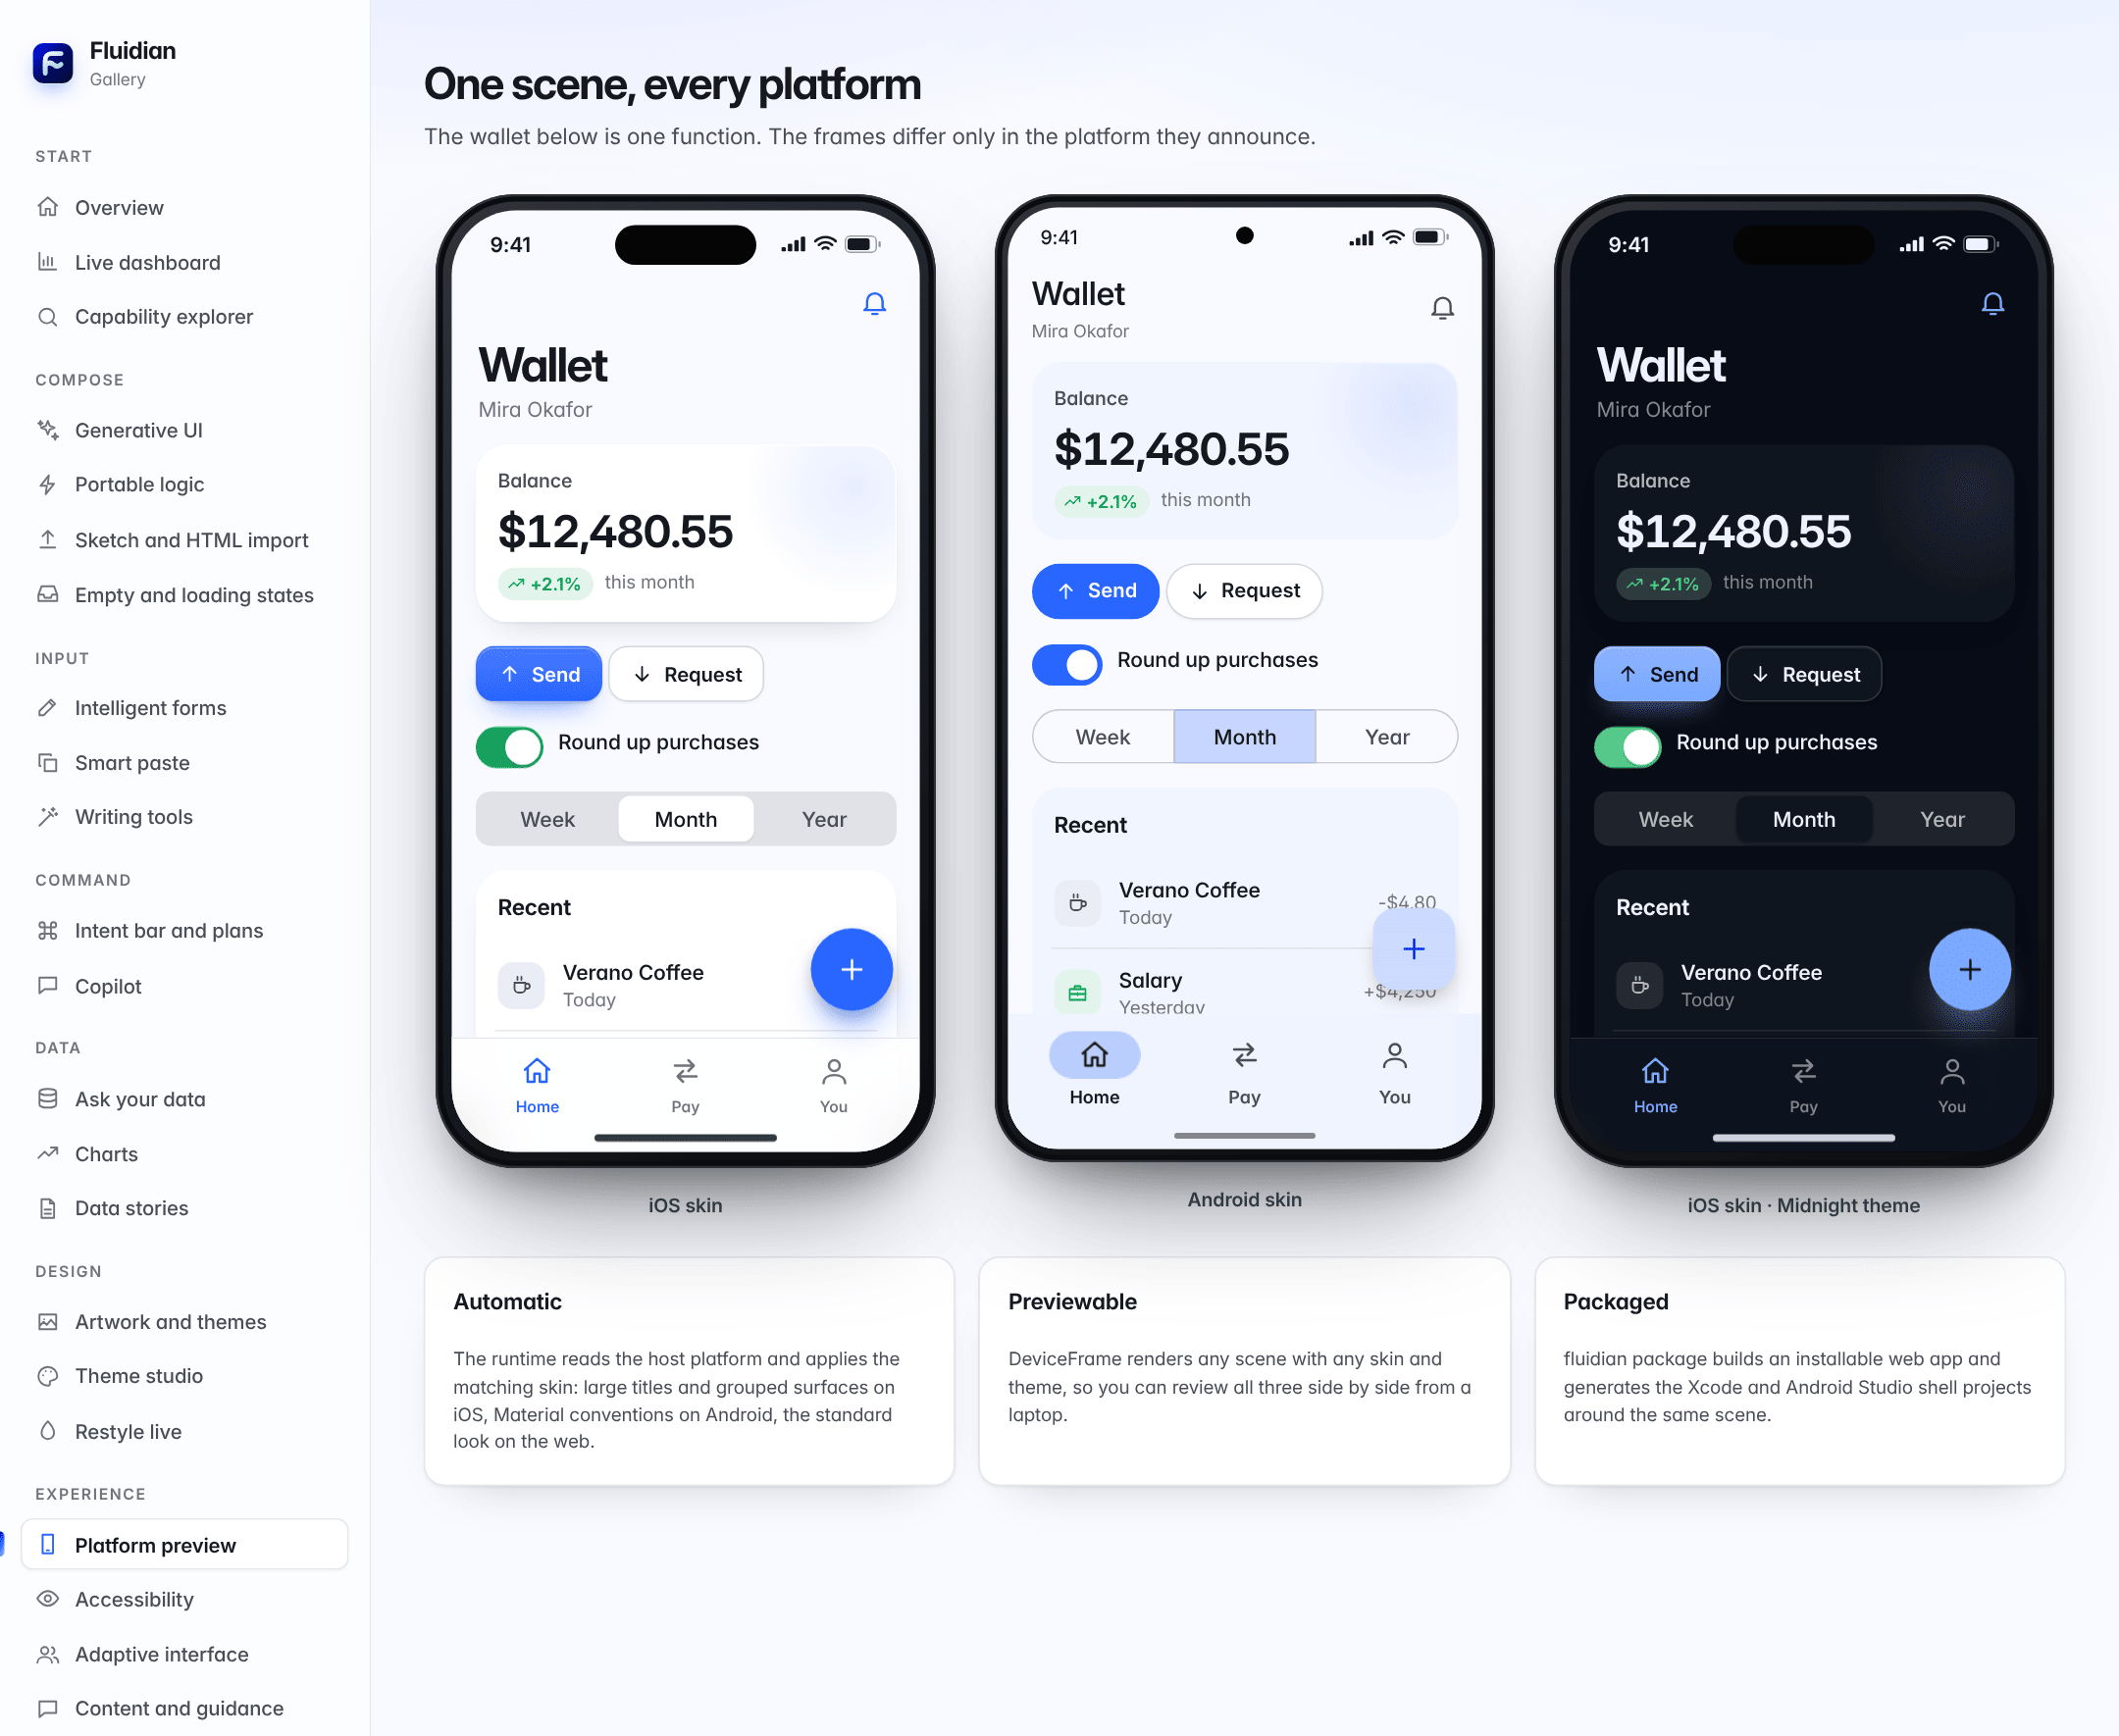 Fluidian
Gallery
START
Overview
Live dashboard
Capability explorer
COMPOSE
Generative UI
Portable logic
Sketch and HTML import
Empty and loading states
INPUT
Intelligent forms
Smart paste
Writing tools
COMMAND
Intent bar and plans
Copilot
DATA
Ask your data
Charts
Data stories
DESIGN
Artwork and themes
Theme studio
Restyle live
EXPERIENCE
Platform preview
Accessibility
Adaptive interface
Content and guidance
One scene, every platform
The wallet below is one function. The frames differ only in the platform they announce.
9:41
Wallet
Mira Okafor
Balance
$12,480.55
+2.1% this month
Send Request
Round up purchases
Week Month Year
Recent
Verano Coffee
Today
Home Pay You
iOS skin
9:41
Wallet
Mira Okafor
Balance
$12,480.55
+2.1% this month
Send Request
Round up purchases
Week Month Year
Recent
Verano Coffee -$4.80
Today
Salary
Yesterday +$4,250
Home Pay You
Android skin
9:41
Wallet
Mira Okafor
Balance
$12,480.55
+2.1% this month
Send Request
Round up purchases
Week Month Year
Recent
Verano Coffee
Today
Home Pay You
iOS skin · Midnight theme
Automatic
The runtime reads the host platform and applies the
matching skin: large titles and grouped surfaces on
iOS, Material conventions on Android, the standard
look on the web.
Previewable
DeviceFrame renders any scene with any skin and
theme, so you can review all three side by side from a
laptop.
Packaged
fluidian package builds an installable web app and
generates the Xcode and Android Studio shell projects
around the same scene.